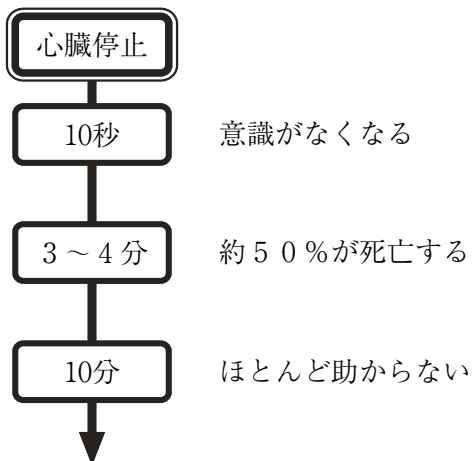 心臓停止
10秒 意識がなくなる
3～4分 約50%が死亡する
10分 ほとんど助からない